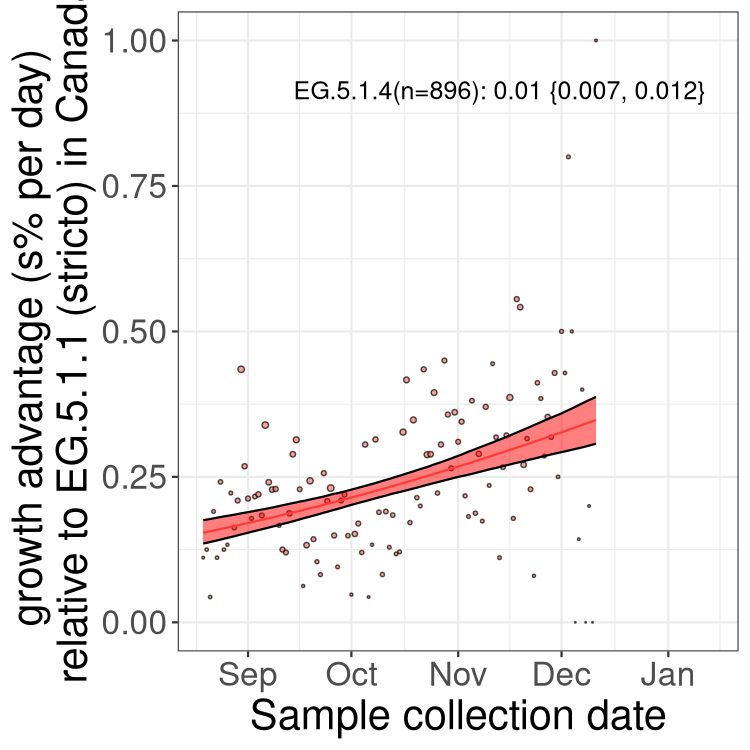 growth advantage (s% per day)
relative to EG.5.1.1 (stricto) in Canada
1.00
0.75
0.50
0.25
0.00
EG.5.1.4(n=896): 0.01 {0.007, 0.012}
Sep Oct Nov Dec Jan
Sample collection date